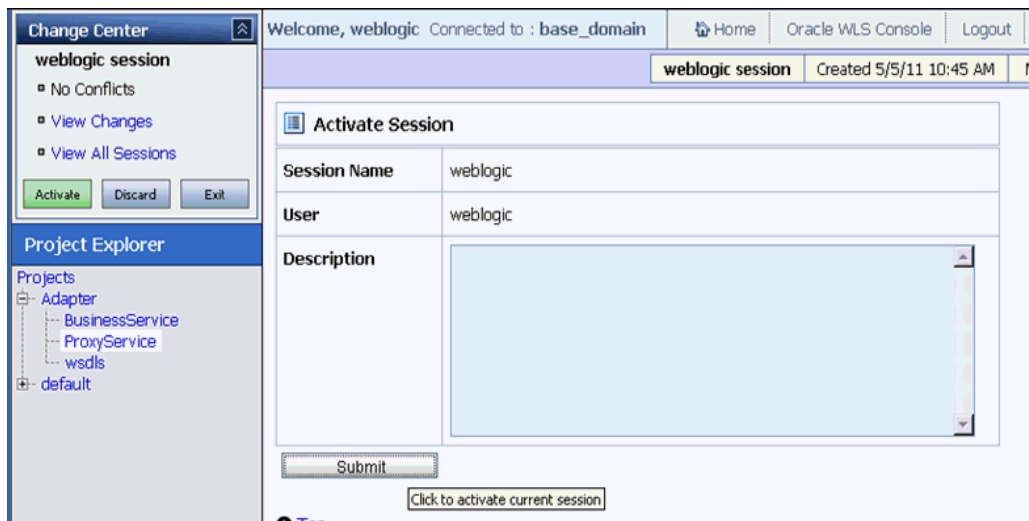 Change Center
weblogic session
No Conflicts
View Changes
View All Sessions
Activate Discard Exit
Project Explorer
Projects
Adapter
BusinessService
ProxyService
wsdls
default
Welcome, weblogic Connected to : base_domain Home Oracle WLS Console Logout
weblogic session Created 5/5/11 10:45 AM
Activate Session
Session Name weblogic
User weblogic
Description
Submit
Click to activate current session